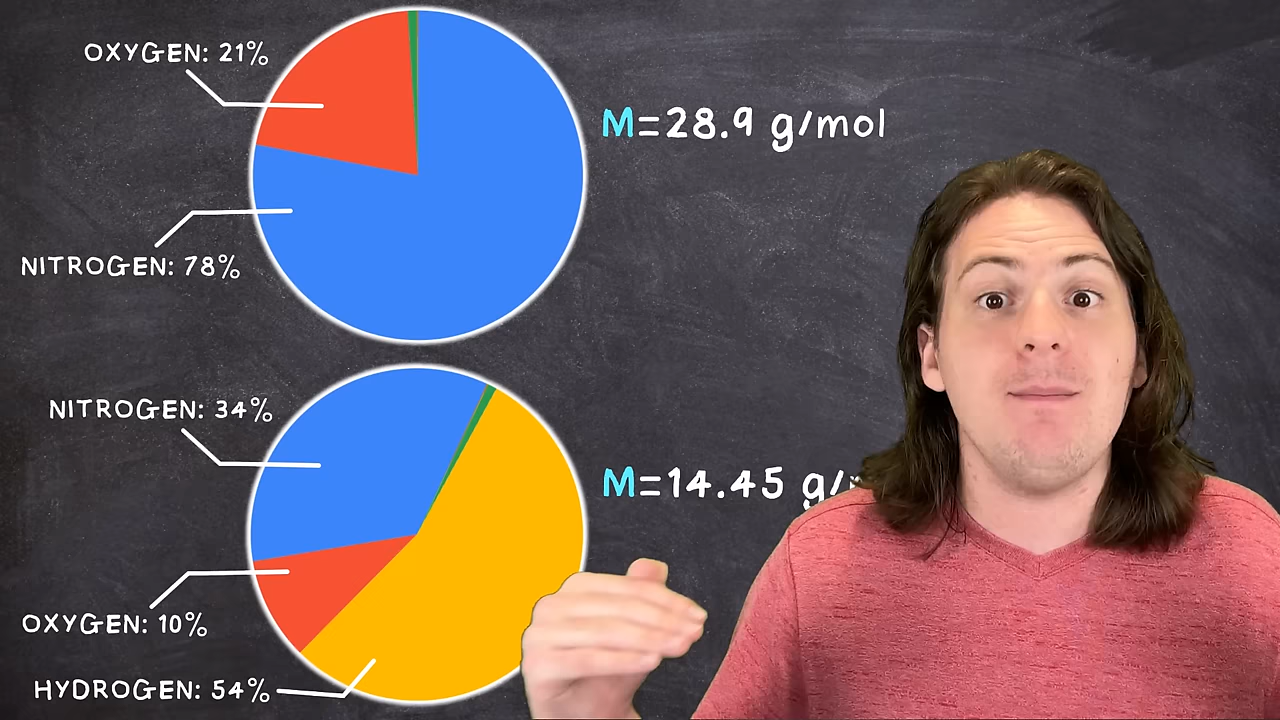 OXYGEN: 21%
M=28.9 g/mol
NITROGEN: 78%
NITROGEN: 34%
M=14.45 g/
OXYGEN: 10%
HYDROGEN: 54%